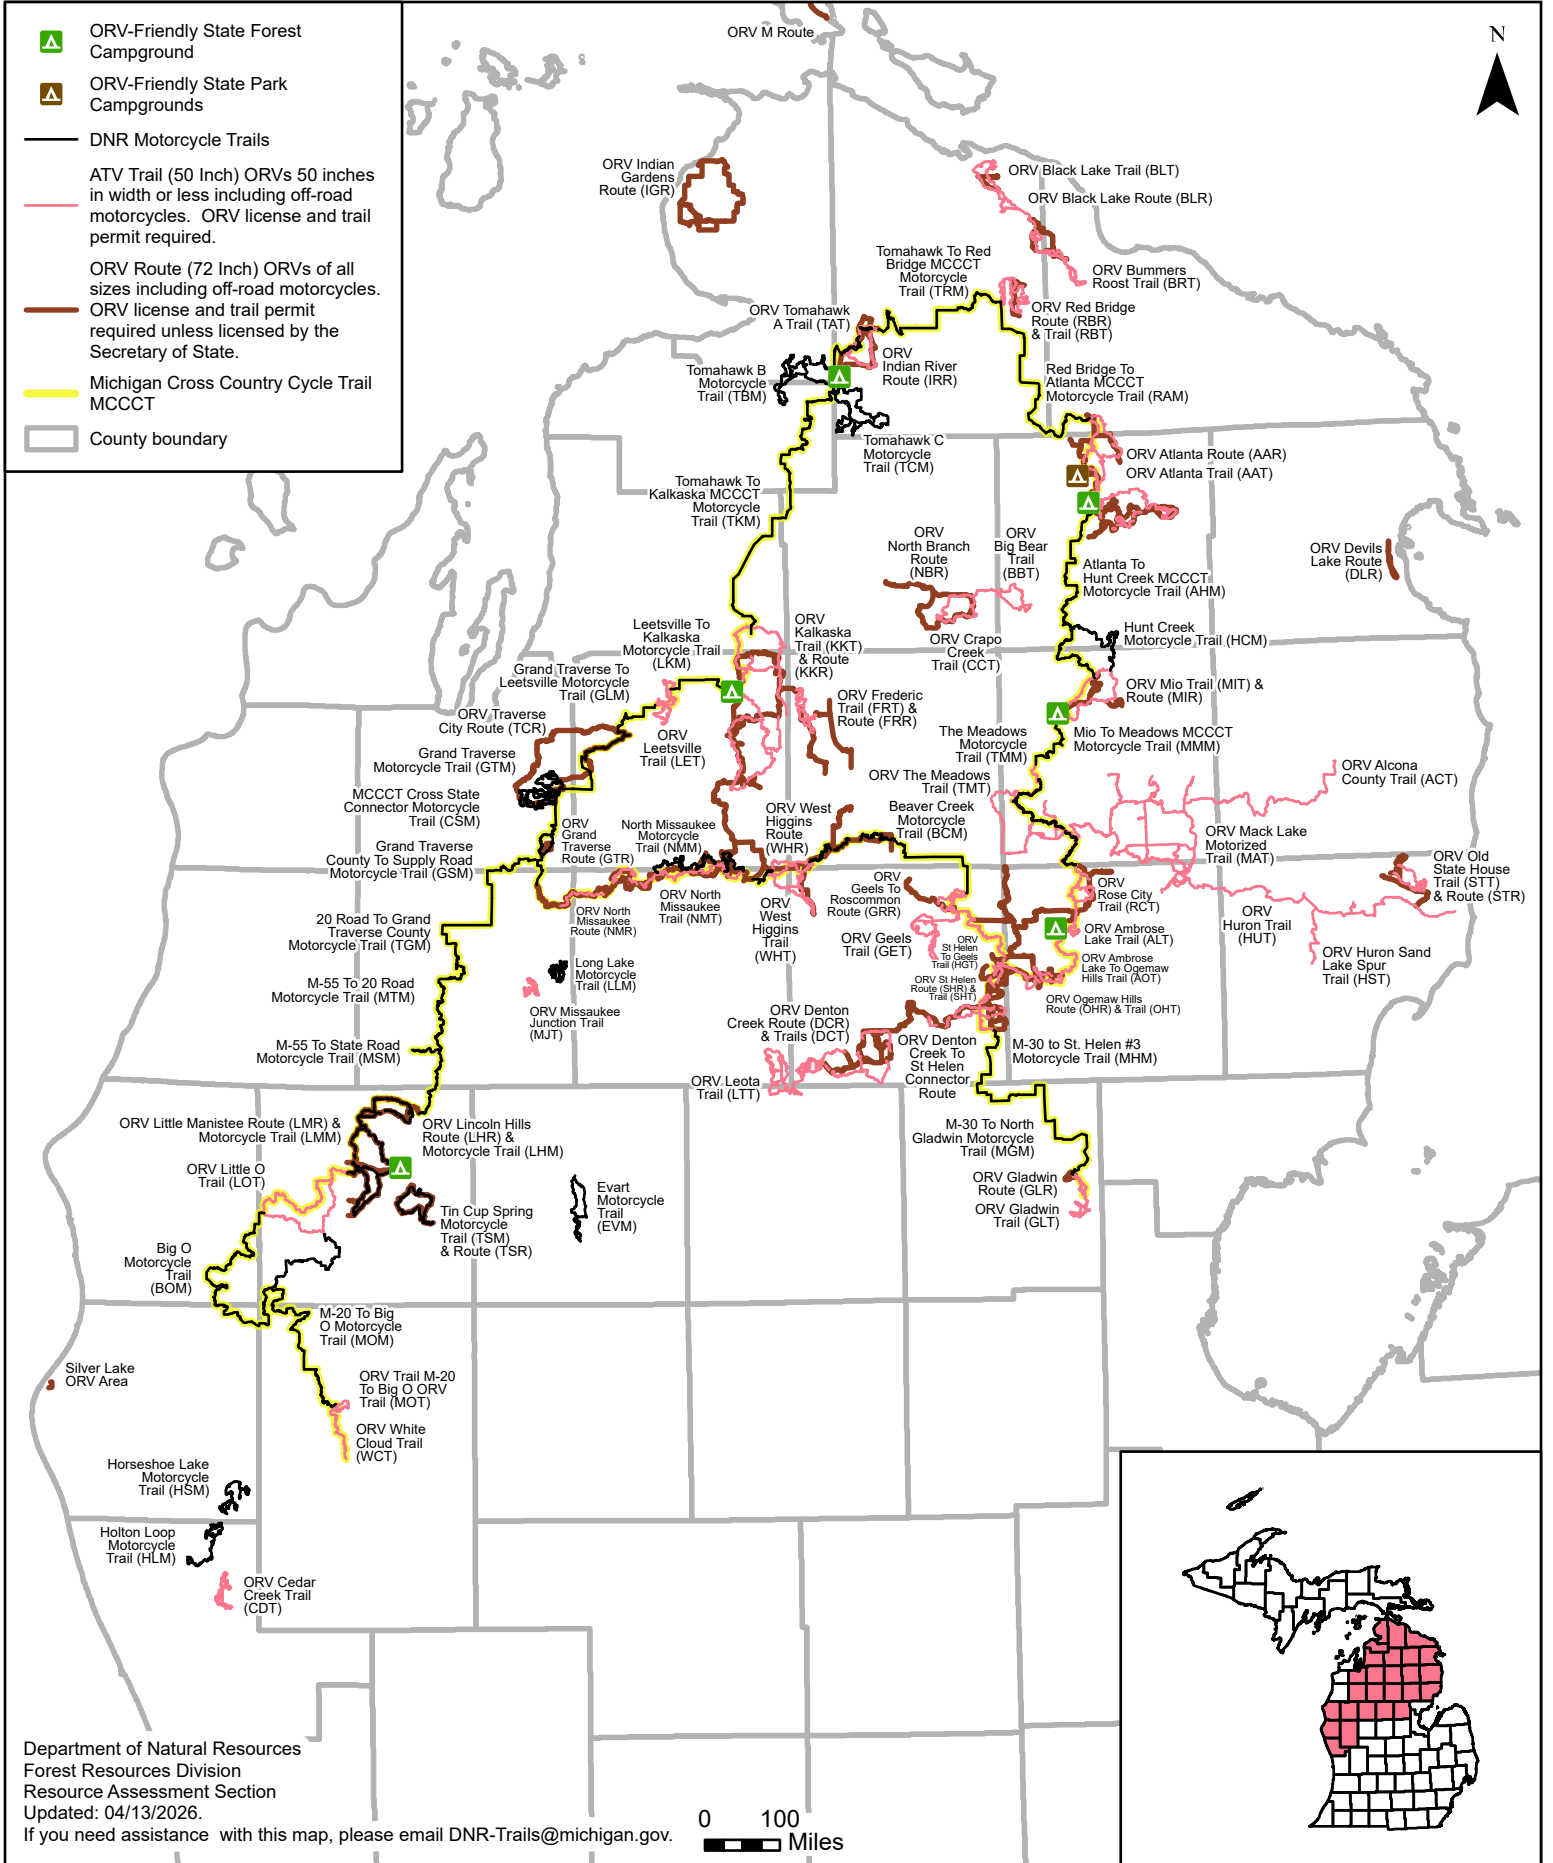 ORV-Friendly State Forest
Campground
ORV-Friendly State Park
Campgrounds
DNR Motorcycle Trails
ATV Trail (50 Inch) ORVs 50 inches
in width or less including off-road
motorcycles.  ORV license and trail
permit required.
ORV Route (72 Inch) ORVs of all
sizes including off-road motorcycles.
ORV license and trail permit
required unless licensed by the
Secretary of State.
Michigan Cross Country Cycle Trail
MCCCT
County boundary
N
ORV M Route
ORV Indian
Gardens
Route (IGR)
ORV Black Lake Trail (BLT)
ORV Black Lake Route (BLR)
ORV Bummers
Roost Trail (BRT)
Tomahawk To Red
Bridge MCCCT
Motorcycle
Trail (TRM)
ORV Red Bridge
Route (RBR)
& Trail (RBT)
ORV Tomahawk
A Trail (TAT)
ORV
Indian River
Route (IRR)
Tomahawk B
Motorcycle
Trail (TBM)
Red Bridge To
Atlanta MCCCT
Motorcycle Trail (RAM)
Tomahawk C
Motorcycle
Trail (TCM)
ORV Atlanta Route (AAR)
ORV Atlanta Trail (AAT)
Tomahawk To
Kalkaska MCCCT
Motorcycle
Trail (TKM)
ORV
North Branch
Route
(NBR)
ORV
Big Bear
Trail
(BBT)
ORV Devils
Lake Route
(DLR)
Atlanta To
Hunt Creek MCCCT
Motorcycle Trail (AHM)
Leetsville To
Kalkaska
Motorcycle Trail
(LKM)
ORV
Kalkaska
Trail (KKT)
& Route
(KKR)
ORV Crapo
Creek
Trail (CCT)
Hunt Creek
Motorcycle Trail (HCM)
Grand Traverse To
Leetsville Motorcycle
Trail (GLM)
ORV Mio Trail (MIT) &
Route (MIR)
ORV Frederic
Trail (FRT) &
Route (FRR)
ORV Traverse
City Route (TCR)
ORV
Leetsville
Trail (LET)
The Meadows
Motorcycle
Trail (TMM)
Mio To Meadows MCCCT
Motorcycle Trail (MMM)
Grand Traverse
Motorcycle Trail (GTM)
ORV The Meadows
Trail (TMT)
ORV Alcona
County Trail (ACT)
MCCCT Cross State
Connector Motorcycle
Trail (CSM)
ORV West
Higgins
Route
(WHR)
Beaver Creek
Motorcycle
Trail (BCM)
ORV
Grand
Traverse
Route (GTR)
North Missaukee
Motorcycle
Trail (NMM)
ORV Mack Lake
Motorized
Trail (MAT)
Grand Traverse
County To Supply Road
Motorcycle Trail (GSM)
ORV Old
State House
Trail (STT)
& Route (STR)
ORV
Geels To
Roscommon
Route (GRR)
ORV
Rose City
Trail (RCT)
ORV North
Missaukee
Route (NMR)
ORV North
Missaukee
Trail (NMT)
ORV
West
Higgins
Trail
(WHT)
ORV
Huron Trail
(HUT)
20 Road To Grand
Traverse County
Motorcycle Trail (TGM)
ORV Geels
Trail (GET)
ORV
St Helen
To Geels
Trail (HGT)
ORV Ambrose
Lake Trail (ALT)
ORV Huron Sand
Lake Spur
Trail (HST)
Long Lake
Motorcycle
Trail (LLM)
ORV Ambrose
Lake To Ogemaw
Hills Trail (AOT)
M-55 To 20 Road
Motorcycle Trail (MTM)
ORV St Helen
Route (SHR) &
Trail (SHT)
ORV Ogemaw Hills
Route (OHR) & Trail (OHT)
ORV Missaukee
Junction Trail
(MJT)
ORV Denton
Creek Route (DCR)
& Trails (DCT)
M-55 To State Road
Motorcycle Trail (MSM)
ORV Denton
Creek To
St Helen
Connector
Route
M-30 to St. Helen #3
Motorcycle Trail (MHM)
ORV Leota
Trail (LTT)
ORV Little Manistee Route (LMR) &
Motorcycle Trail (LMM)
ORV Lincoln Hills
Route (LHR) &
Motorcycle Trail (LHM)
M-30 To North
Gladwin Motorcycle
Trail (MGM)
ORV Little O
Trail (LOT)
ORV Gladwin
Route (GLR)
ORV Gladwin
Trail (GLT)
Evart
Motorcycle
Trail
(EVM)
Tin Cup Spring
Motorcycle
Trail (TSM)
& Route (TSR)
Big O
Motorcycle
Trail
(BOM)
M-20 To Big
O Motorcycle
Trail (MOM)
Silver Lake
ORV Area
ORV Trail M-20
To Big O ORV
Trail (MOT)
ORV White
Cloud Trail
(WCT)
Horseshoe Lake
Motorcycle
Trail (HSM)
Holton Loop
Motorcycle
Trail (HLM)
ORV Cedar
Creek Trail
(CDT)
Department of Natural Resources
Forest Resources Division
Resource Assessment Section
Updated: 04/13/2026.
If you need assistance  with this map, please email DNR-Trails@michigan.gov.
0 100
Miles